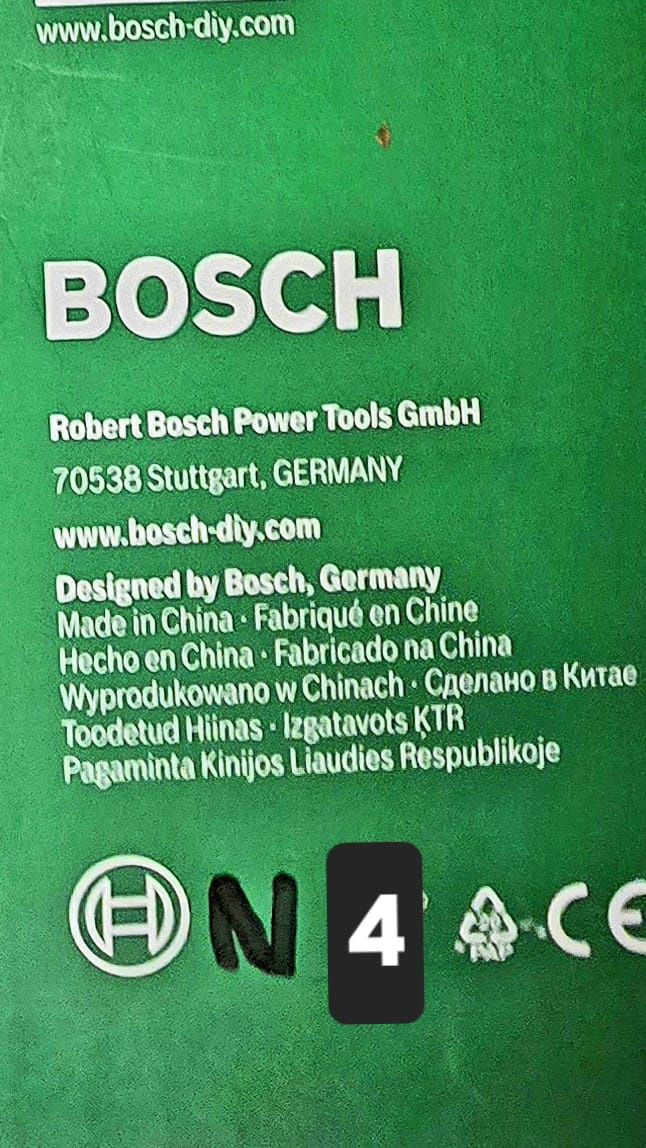 www.bosch-diy.com
BOSCH
Robert Bosch Power Tools GmbH
70538 Stuttgart, GERMANY
www.bosch-diy.com
Designed by Bosch, Germany
Made in China · Fabriqué en Chine
Hecho en China · Fabricado na China
Wyprodukowano w Chinach · Сделано в Китае
Toodetud Hiinas · Izgatavots ĶTR
Pagaminta Kinijos Liaudies Respublikoje
N 4 CE